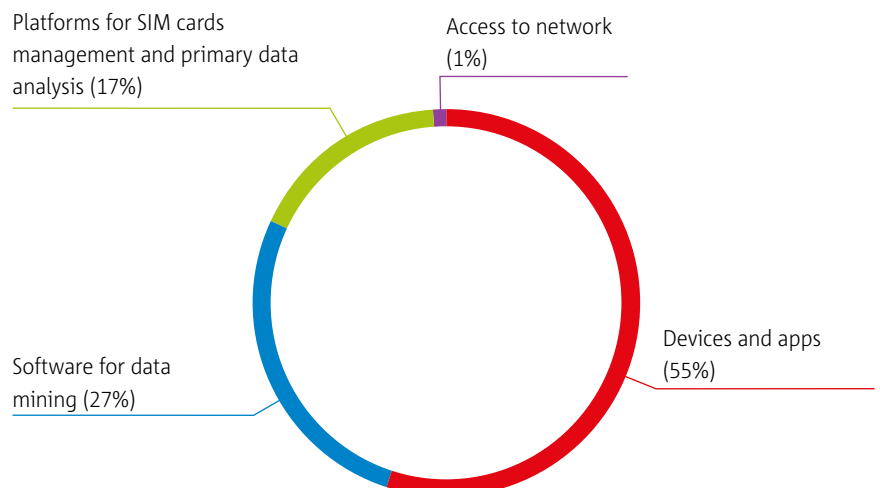 Platforms for SIM cards
management and primary data
analysis (17%)
Access to network
(1%)
Devices and apps
(55%)
Software for data
mining (27%)